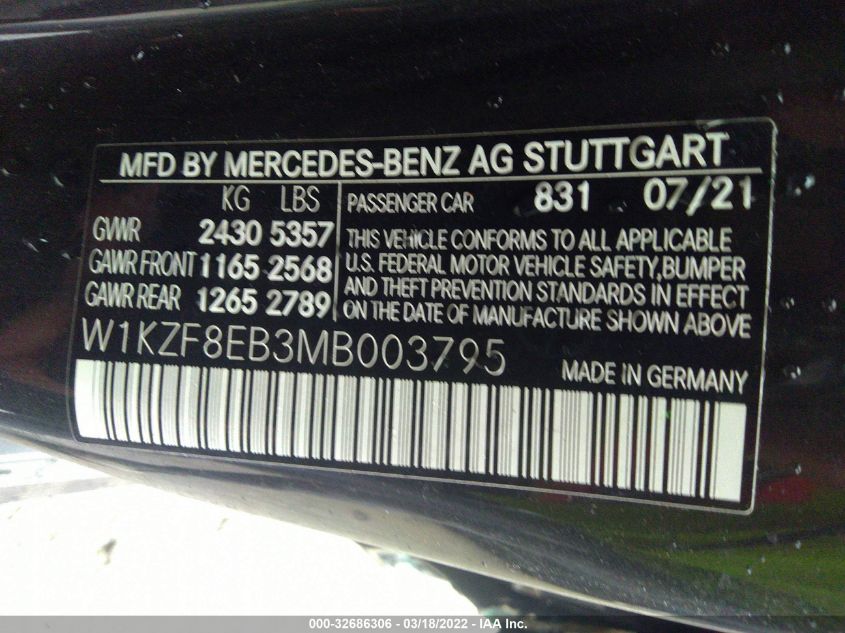 MFD BY MERCEDES-BENZ AG STUTTGART
KG LBS
GVWR 2430 5357
GAWR FRONT 1165 2568
GAWR REAR 1265 2789
PASSENGER CAR 831 07/21
THIS VEHICLE CONFORMS TO ALL APPLICABLE
U.S. FEDERAL MOTOR VEHICLE SAFETY, BUMPER
AND THEFT PREVENTION STANDARDS IN EFFECT
ON THE DATE OF MANUFACTURE SHOWN ABOVE
W1KZF8EB3MB003795
MADE IN GERMANY
000-32686306 - 03/18/2022 - IAA Inc.